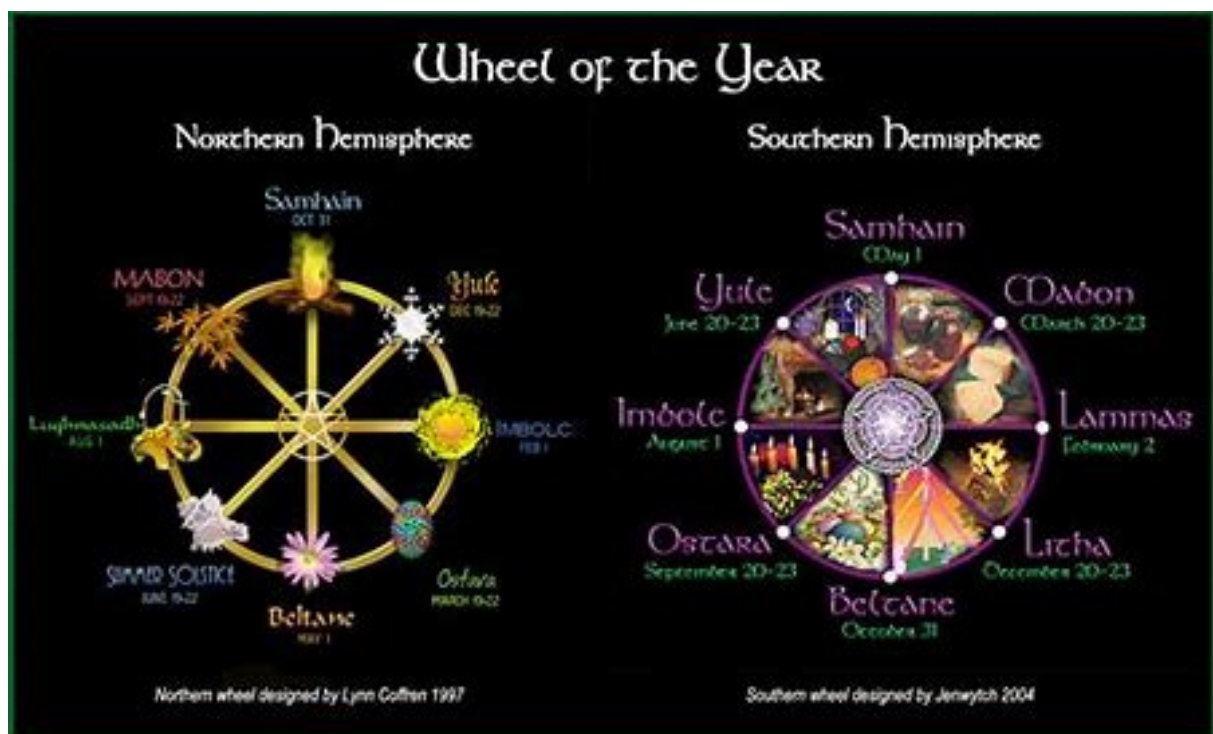 Wheel of the Year
Northern Hemisphere
Samhain
OCT 31
MABON
SEPT 19-22
Yule
DEC 19-22
Lughnasadh
AUG 1
IMBOLC
FEB 1
SUMMER SOLSTICE
JUNE 19-22
Ostara
MARCH 19-22
Beltane
MAY 1
Northern wheel designed by Lynn Coffren 1997
Southern Hemisphere
Samhain
May 1
Yule
June 20-23
Mabon
March 20-23
Imbolc
August 1
Lammas
February 2
Ostara
September 20-23
Litha
December 20-23
Beltane
October 31
Southern wheel designed by Jenwytch 2004